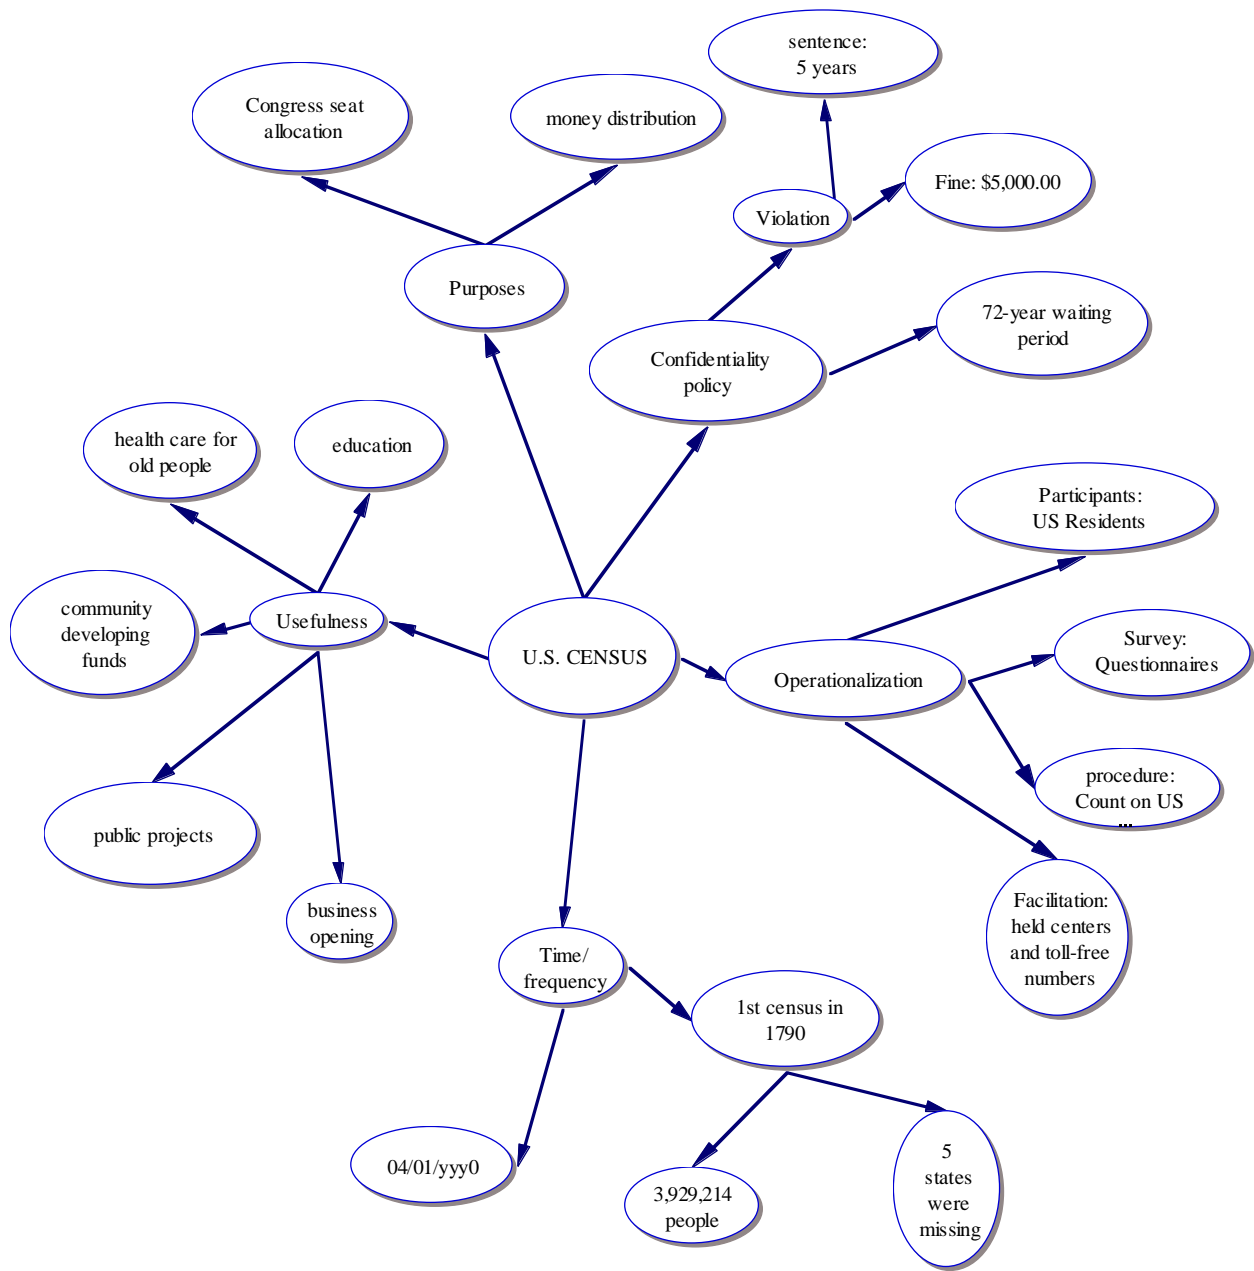 sentence:
5 years
Congress seat
allocation
money distribution
Fine: $5,000.00
Violation
Purposes
72-year waiting
period
Confidentiality
policy
health care for
old people
education
Participants:
US Residents
community
developing
funds
Usefulness
U.S. CENSUS
Operationalization
Survey:
Questionnaires
procedure:
Count on US
...
public projects
business
opening
Facilitation:
held centers
and toll-free
numbers
Time/
frequency
1st census in
1790
04/01/yyy0
3,929,214
people
5
states
were
missing